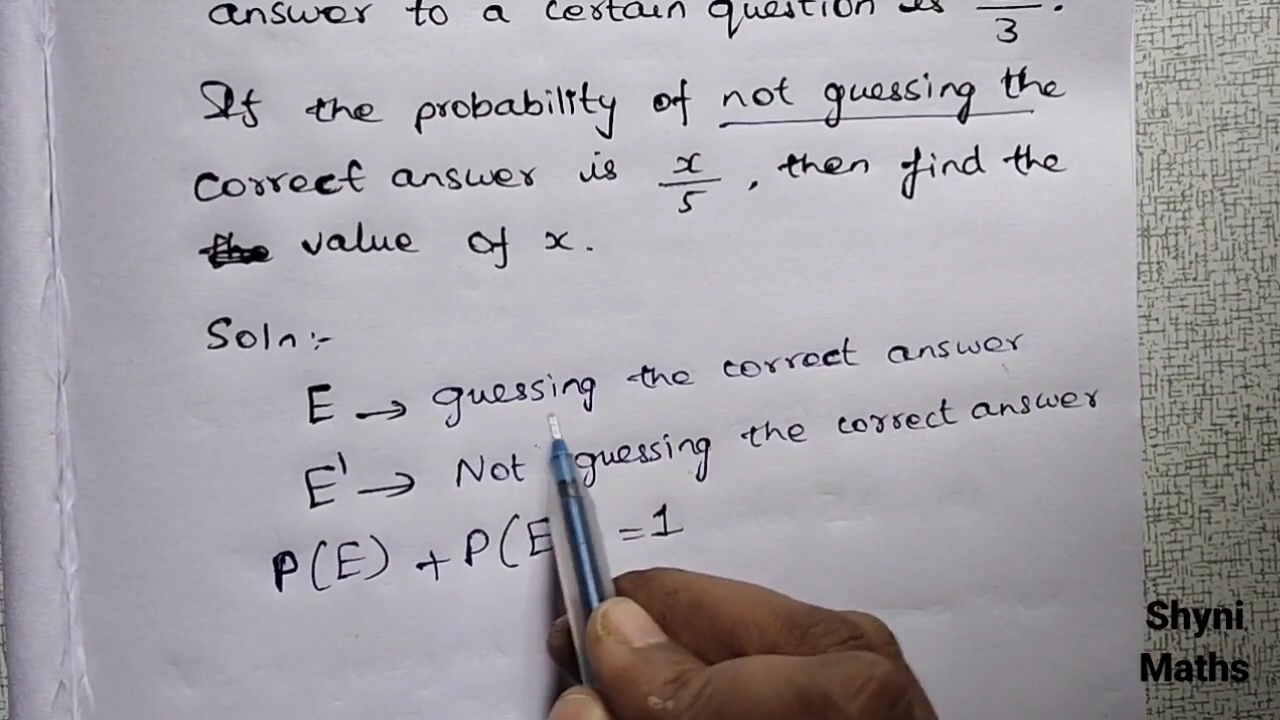 answer to a certain question is /3.
If the probability of not guessing the
correct answer is x/5, then find the
value of x.
Soln:-
E → guessing the correct answer
E' → Not guessing the correct answer
P(E) + P(E =1
Shyni
Maths